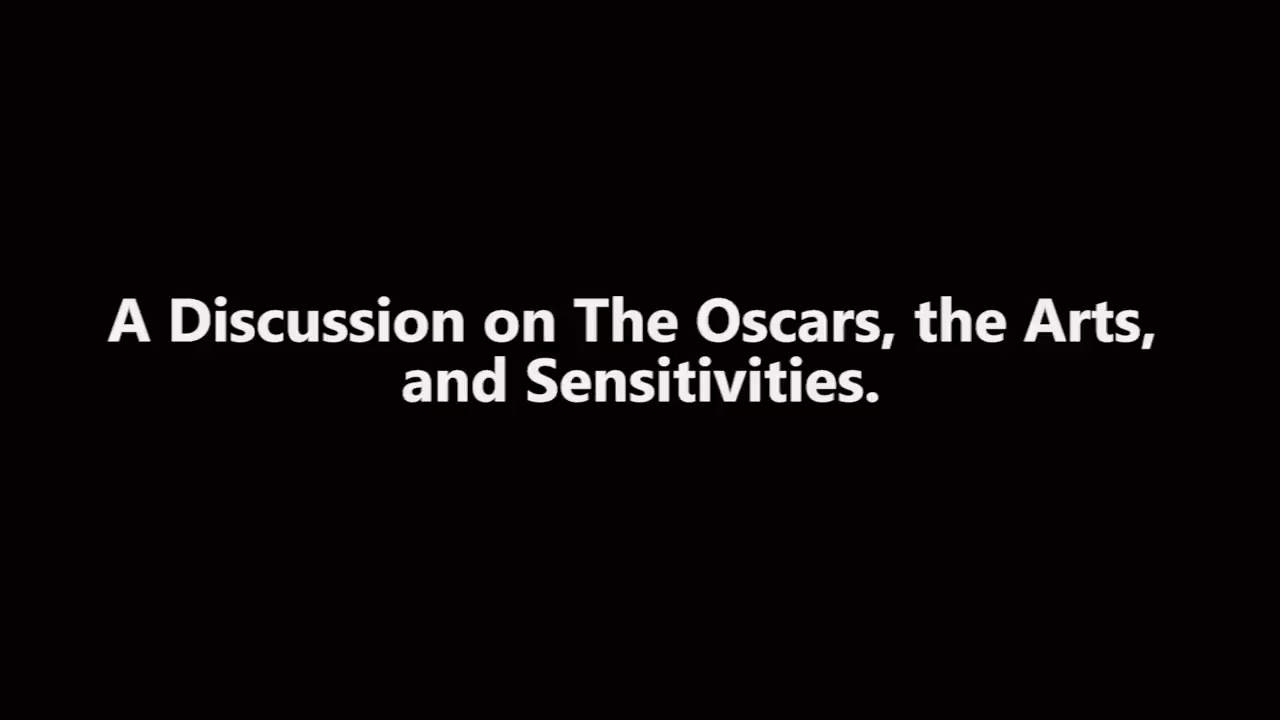 A Discussion on The Oscars, the Arts,
and Sensitivities.